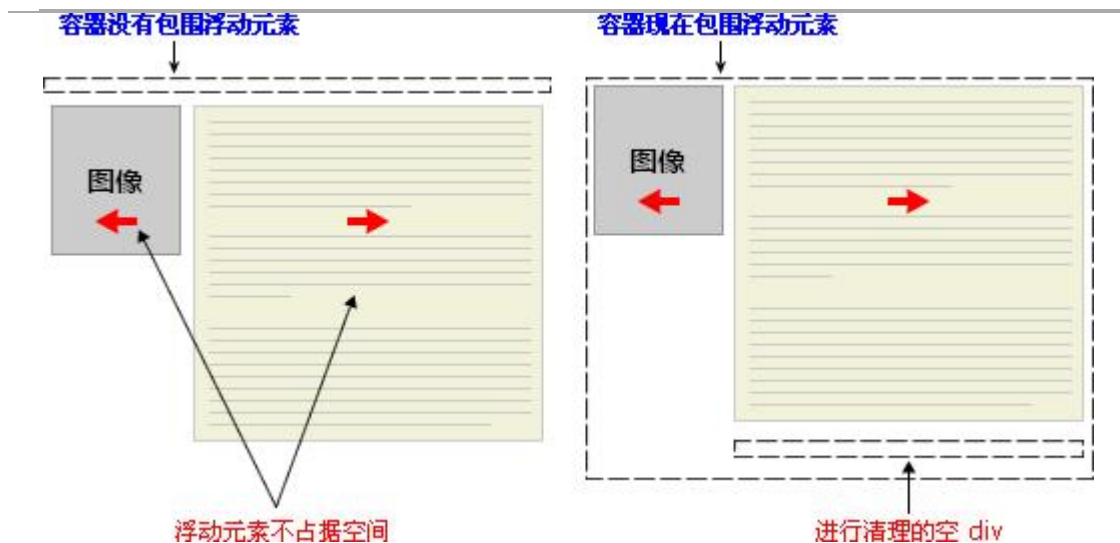 容器没有包围浮动元素
容器现在包围浮动元素
图像
图像
浮动元素不占据空间
进行清理的空 div